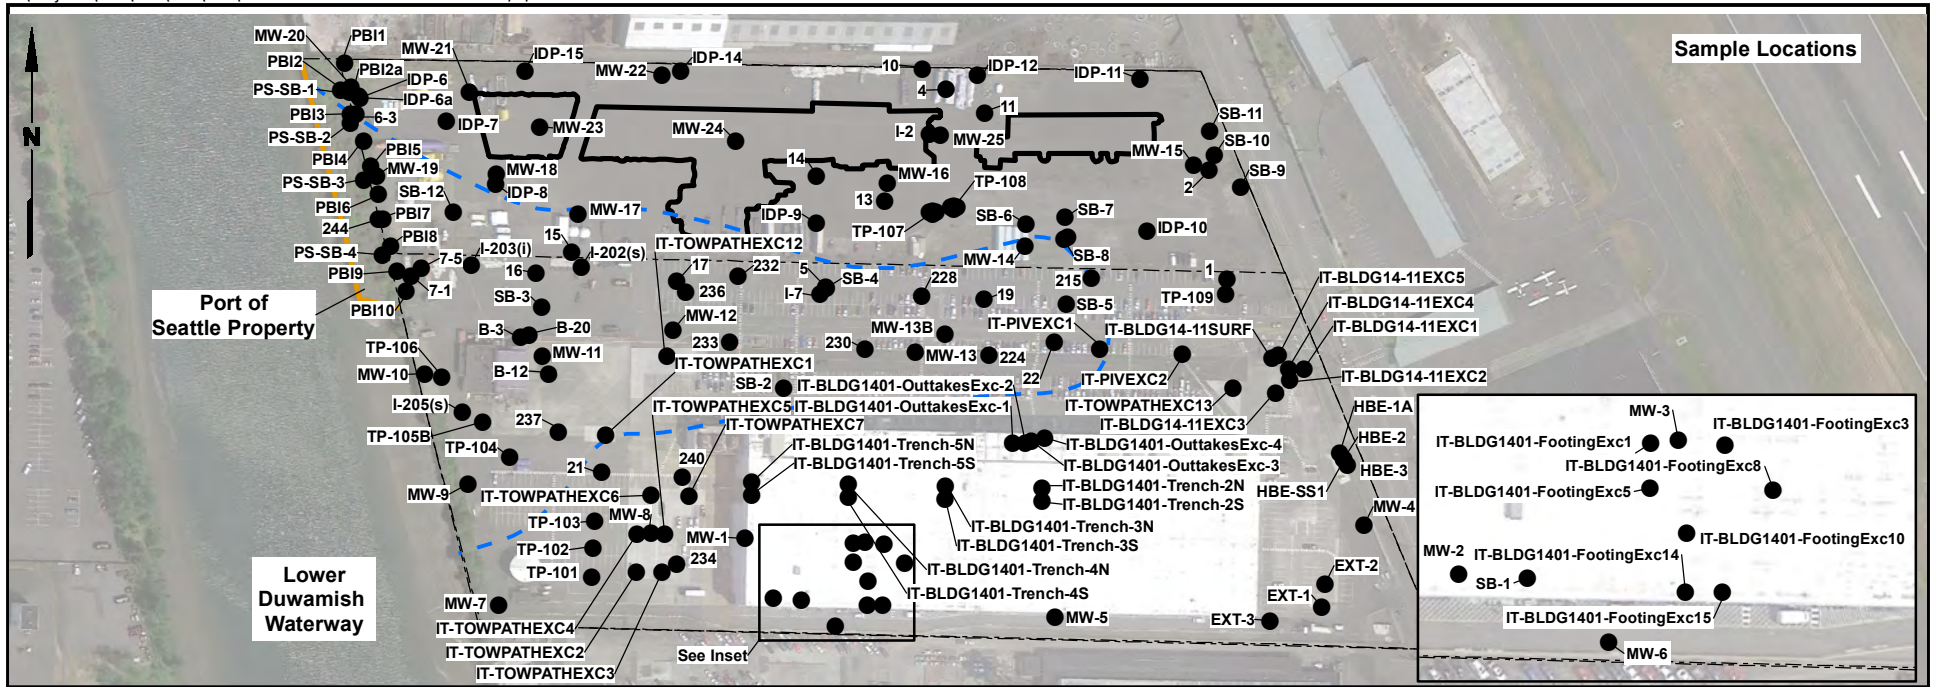 Sample Locations
N
MW-20
PBI1
MW-21
IDP-15
IDP-14
MW-22
10
IDP-12
IDP-11
PBI2
PBI2a
IDP-6
PS-SB-1
IDP-6a
4
11
PBI3
6-3
IDP-7
MW-23
MW-24
I-2
MW-25
SB-11
PS-SB-2
SB-10
MW-15
PBI4
PBI5
MW-19
MW-18
14
MW-16
TP-108
SB-9
2
PS-SB-3
SB-12
IDP-8
13
PBI6
PBI7
MW-17
IDP-9
SB-6
SB-7
244
TP-107
IDP-10
PBI8
15
IT-TOWPATHEXC12
PS-SB-4
7-5
I-203(i)
I-202(s)
MW-14
SB-8
PBI9
16
17
232
5
SB-4
228
215
1
IT-BLDG14-11EXC5
7-1
236
I-7
19
TP-109
IT-BLDG14-11EXC4
Port of
Seattle Property
PBI10
SB-3
SB-5
MW-12
IT-PIVEXC1
IT-BLDG14-11SURF
IT-BLDG14-11EXC1
B-3
B-20
MW-13B
TP-106
233
230
MW-11
MW-13
224
MW-10
B-12
IT-TOWPATHEXC1
22
IT-PIVEXC2
IT-BLDG14-11EXC2
SB-2
IT-BLDG1401-OuttakesExc-2
I-205(s)
IT-TOWPATHEXC5
IT-BLDG1401-OuttakesExc-1
IT-TOWPATHEXC13
HBE-1A
237
IT-TOWPATHEXC7
IT-BLDG14-11EXC3
TP-105B
HBE-2
IT-BLDG1401-Trench-5N
IT-BLDG1401-OuttakesExc-4
TP-104
240
IT-BLDG1401-Trench-5S
IT-BLDG1401-OuttakesExc-3
HBE-3
21
IT-BLDG1401-Trench-2N
HBE-SS1
MW-9
IT-TOWPATHEXC6
IT-BLDG1401-Trench-2S
MW-4
TP-103
MW-8
IT-BLDG1401-Trench-3N
MW-1
IT-BLDG1401-Trench-3S
TP-102
234
IT-BLDG1401-Trench-4N
EXT-2
TP-101
IT-BLDG1401-Trench-4S
EXT-1
Lower
Duwamish
Waterway
MW-7
MW-5
EXT-3
IT-TOWPATHEXC4
IT-TOWPATHEXC2
See Inset
IT-TOWPATHEXC3
MW-3
IT-BLDG1401-FootingExc3
IT-BLDG1401-FootingExc1
IT-BLDG1401-FootingExc8
IT-BLDG1401-FootingExc5
IT-BLDG1401-FootingExc10
MW-2
IT-BLDG1401-FootingExc14
SB-1
IT-BLDG1401-FootingExc15
MW-6